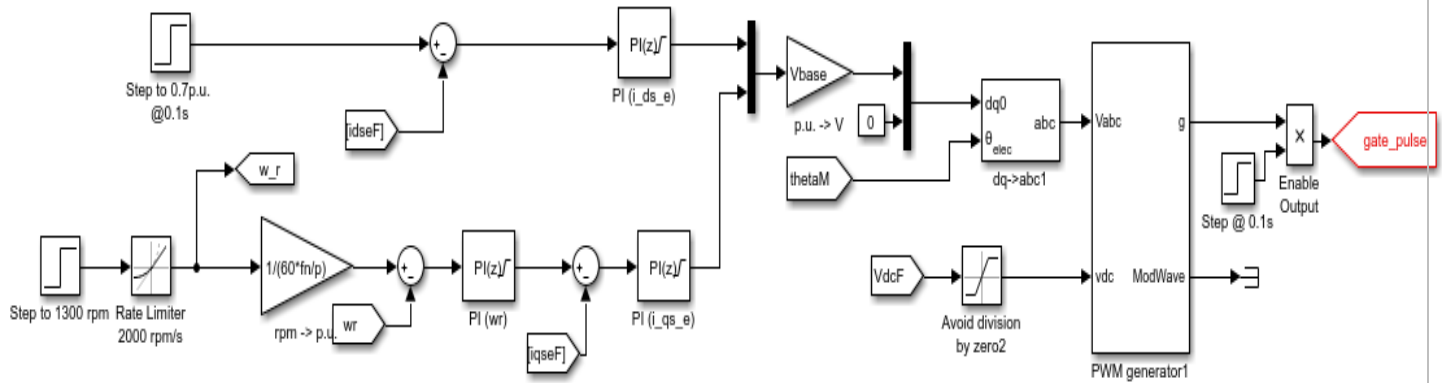 Step to 0.7p.u.
@0.1s
[idseF]
+
-
PI(z)
PI (i_ds_e)
Vbase
p.u. -> V
0
thetaM
dq0
θelec
abc
dq->abc1
Vabc
g
vdc
ModWave
PWM generator1
Step @ 0.1s
×
Enable
Output
gate_pulse
w_r
Step to 1300 rpm
Rate Limiter
2000 rpm/s
1/(60*fn/p)
rpm -> p.u.
wr
+
-
PI(z)
PI (wr)
[iqseF]
+
-
PI(z)
PI (i_qs_e)
VdcF
Avoid division
by zero2